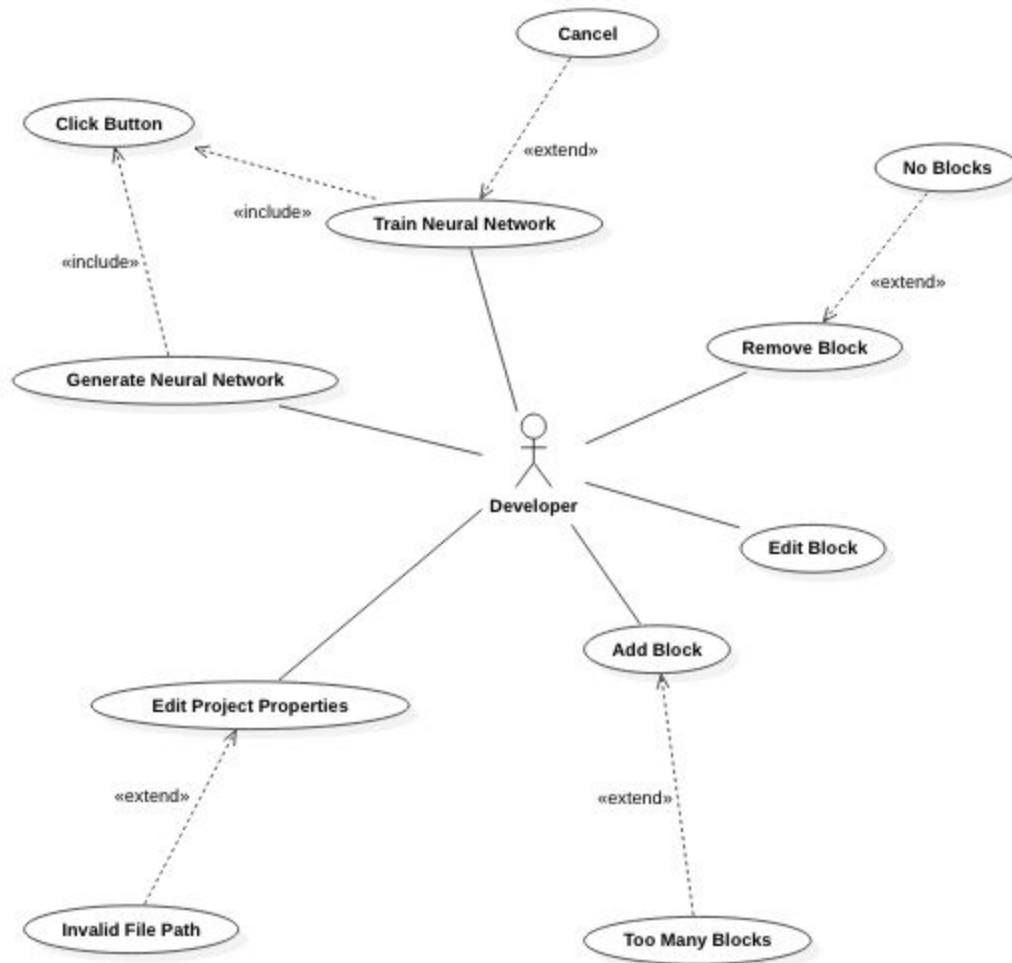 Cancel
Click Button
«extend»
No Blocks
«include»
Train Neural Network
«include»
«extend»
Remove Block
Generate Neural Network
Developer
Edit Block
Add Block
Edit Project Properties
«extend»
«extend»
Invalid File Path
Too Many Blocks